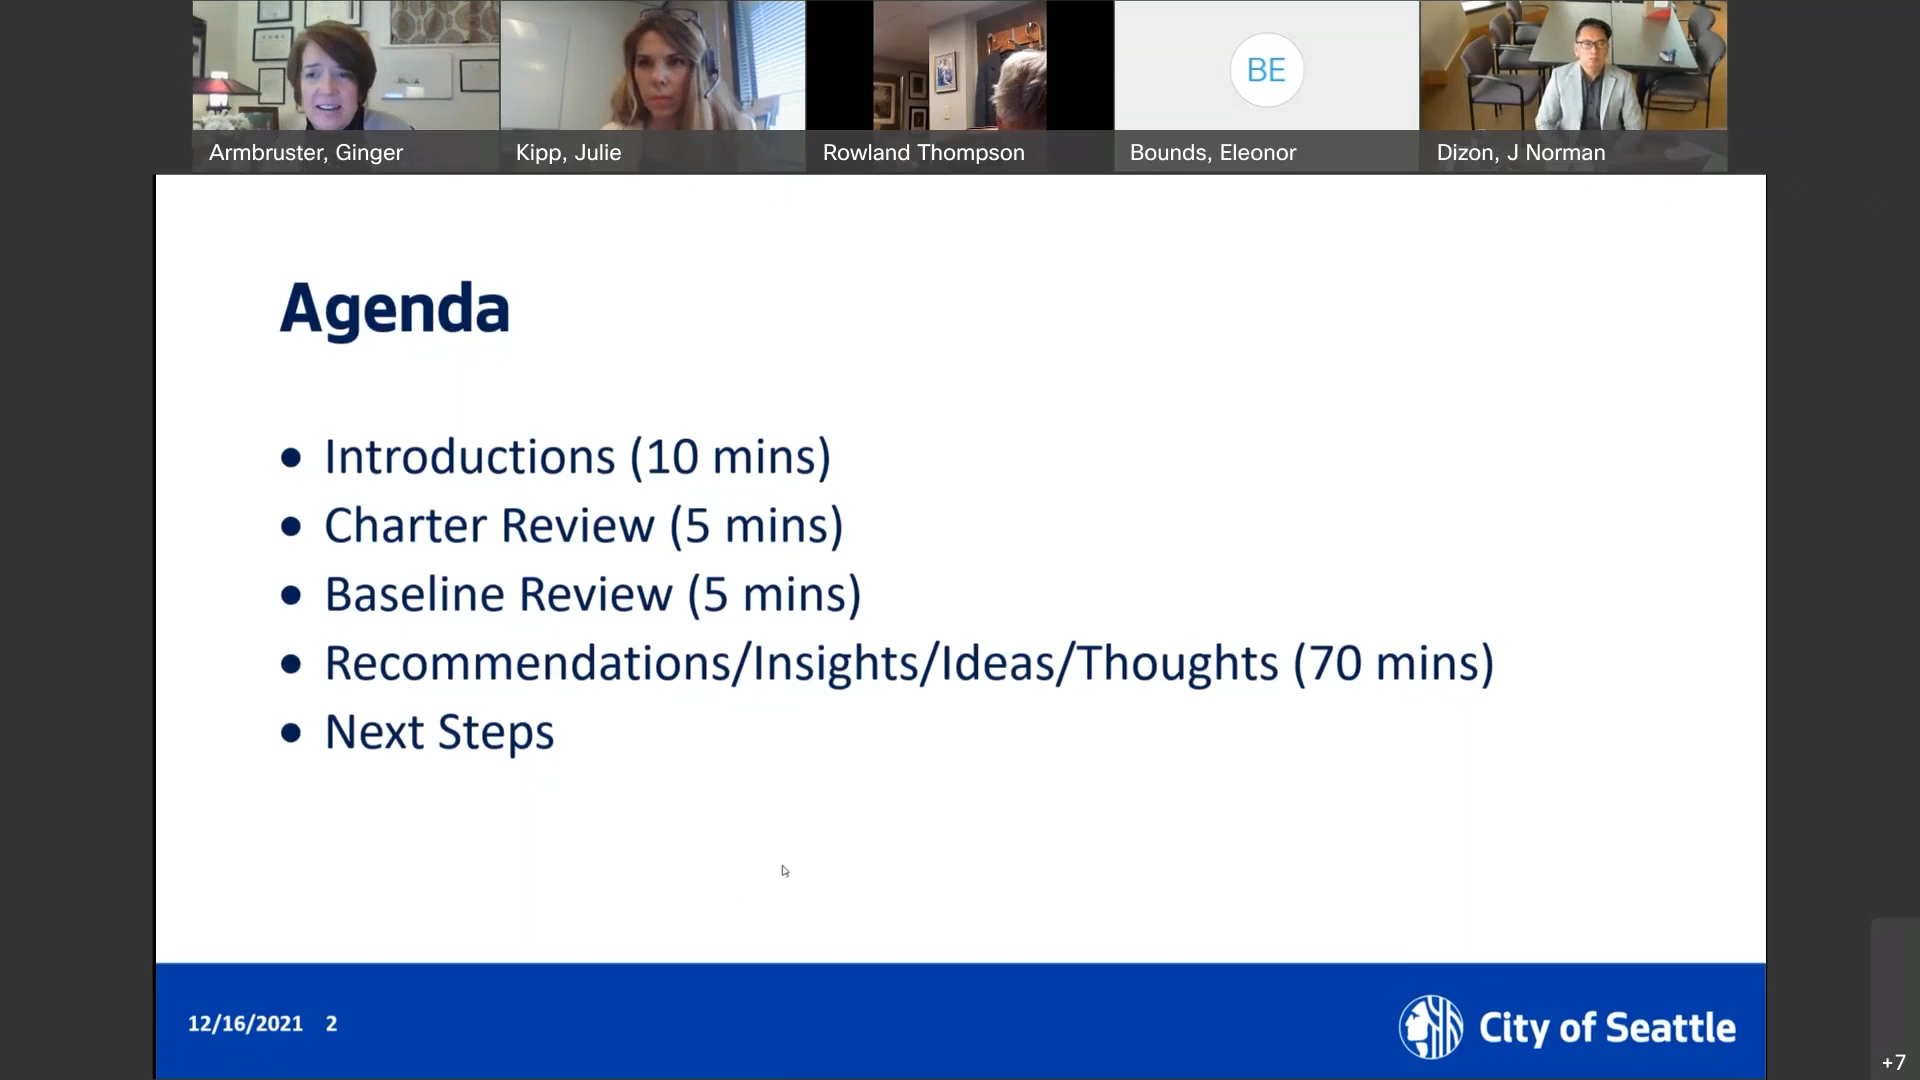 BE
Armbruster, Ginger
Kipp, Julie
Rowland Thompson
Bounds, Eleonor
Dizon, J Norman
Agenda
• Introductions (10 mins)
• Charter Review (5 mins)
• Baseline Review (5 mins)
• Recommendations/Insights/Ideas/Thoughts (70 mins)
• Next Steps
12/16/2021 2
City of Seattle
+7